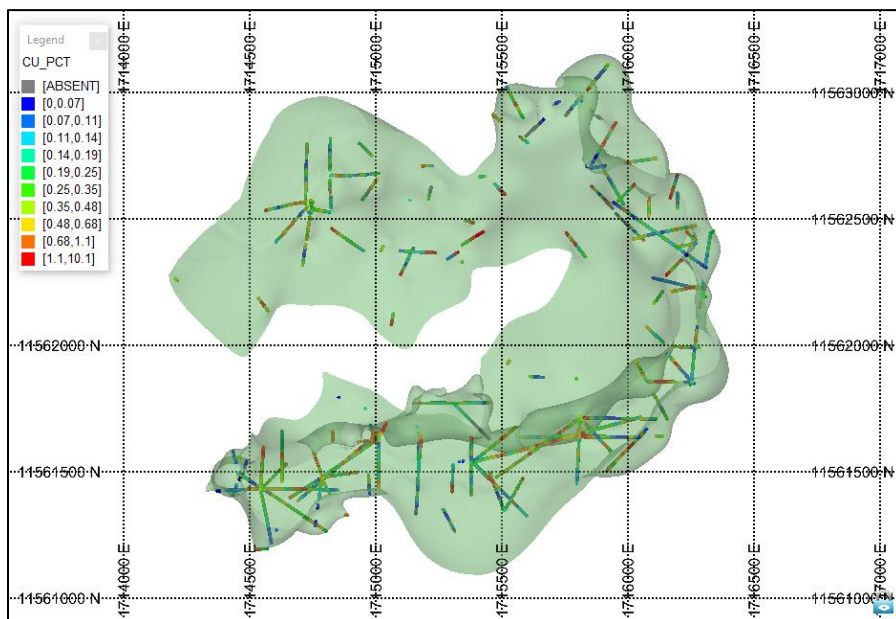 Legend
CU_PCT
[ABSENT]
[0,0.07]
[0.07,0.11]
[0.11,0.14]
[0.14,0.19]
[0.19,0.25]
[0.25,0.35]
[0.35,0.48]
[0.48,0.68]
[0.68,1.1]
[1.1,10.1]
1714000 E
1714500 E
1715000 E
1715500 E
1716000 E
1716500 E
1717000 E
11563000 N
11563000 N
11562500 N
11562500 N
11562000 N
11562000 N
11561500 N
11561500 N
11561000 N
11561000 N
1714000 E
1714500 E
1715000 E
1715500 E
1716000 E
1716500 E
1717000 E